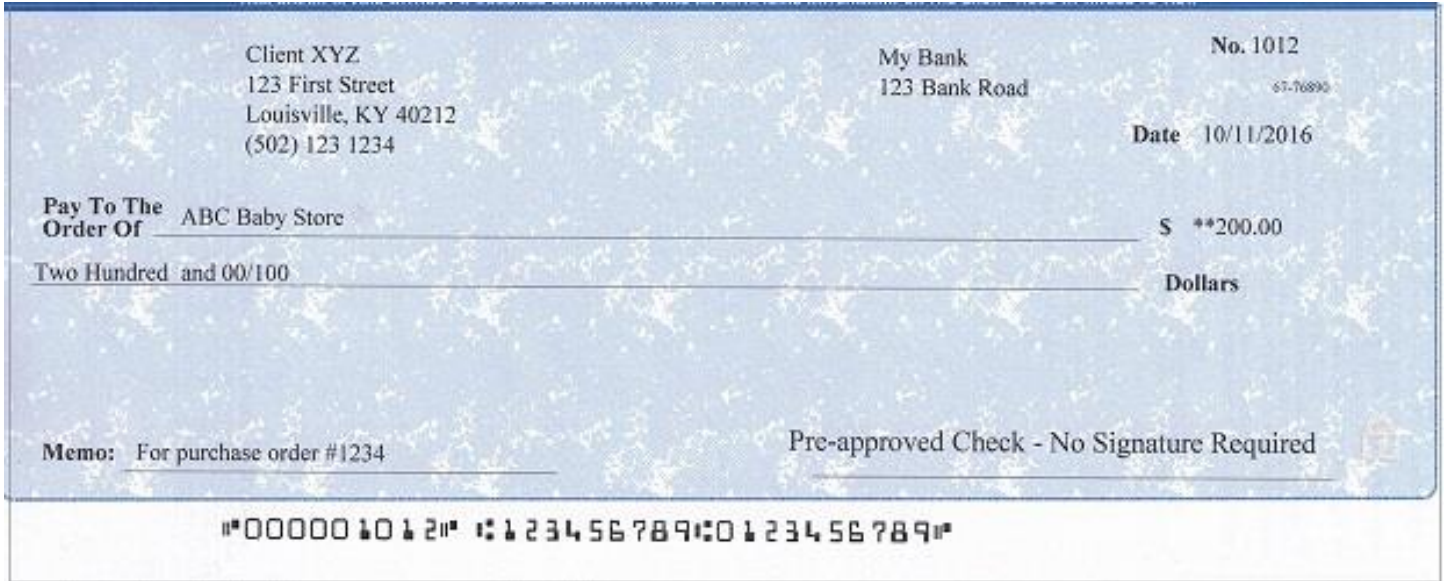 Client XYZ
123 First Street
Louisville, KY 40212
(502) 123 1234
My Bank
123 Bank Road
No. 1012
67-76890
Date 10/11/2016
Pay To The
Order Of ABC Baby Store
$ **200.00
Two Hundred and 00/100
Dollars
Memo: For purchase order #1234
Pre-approved Check - No Signature Required
⑈000001012⑈ ⑆123456789⑆0123456789⑈